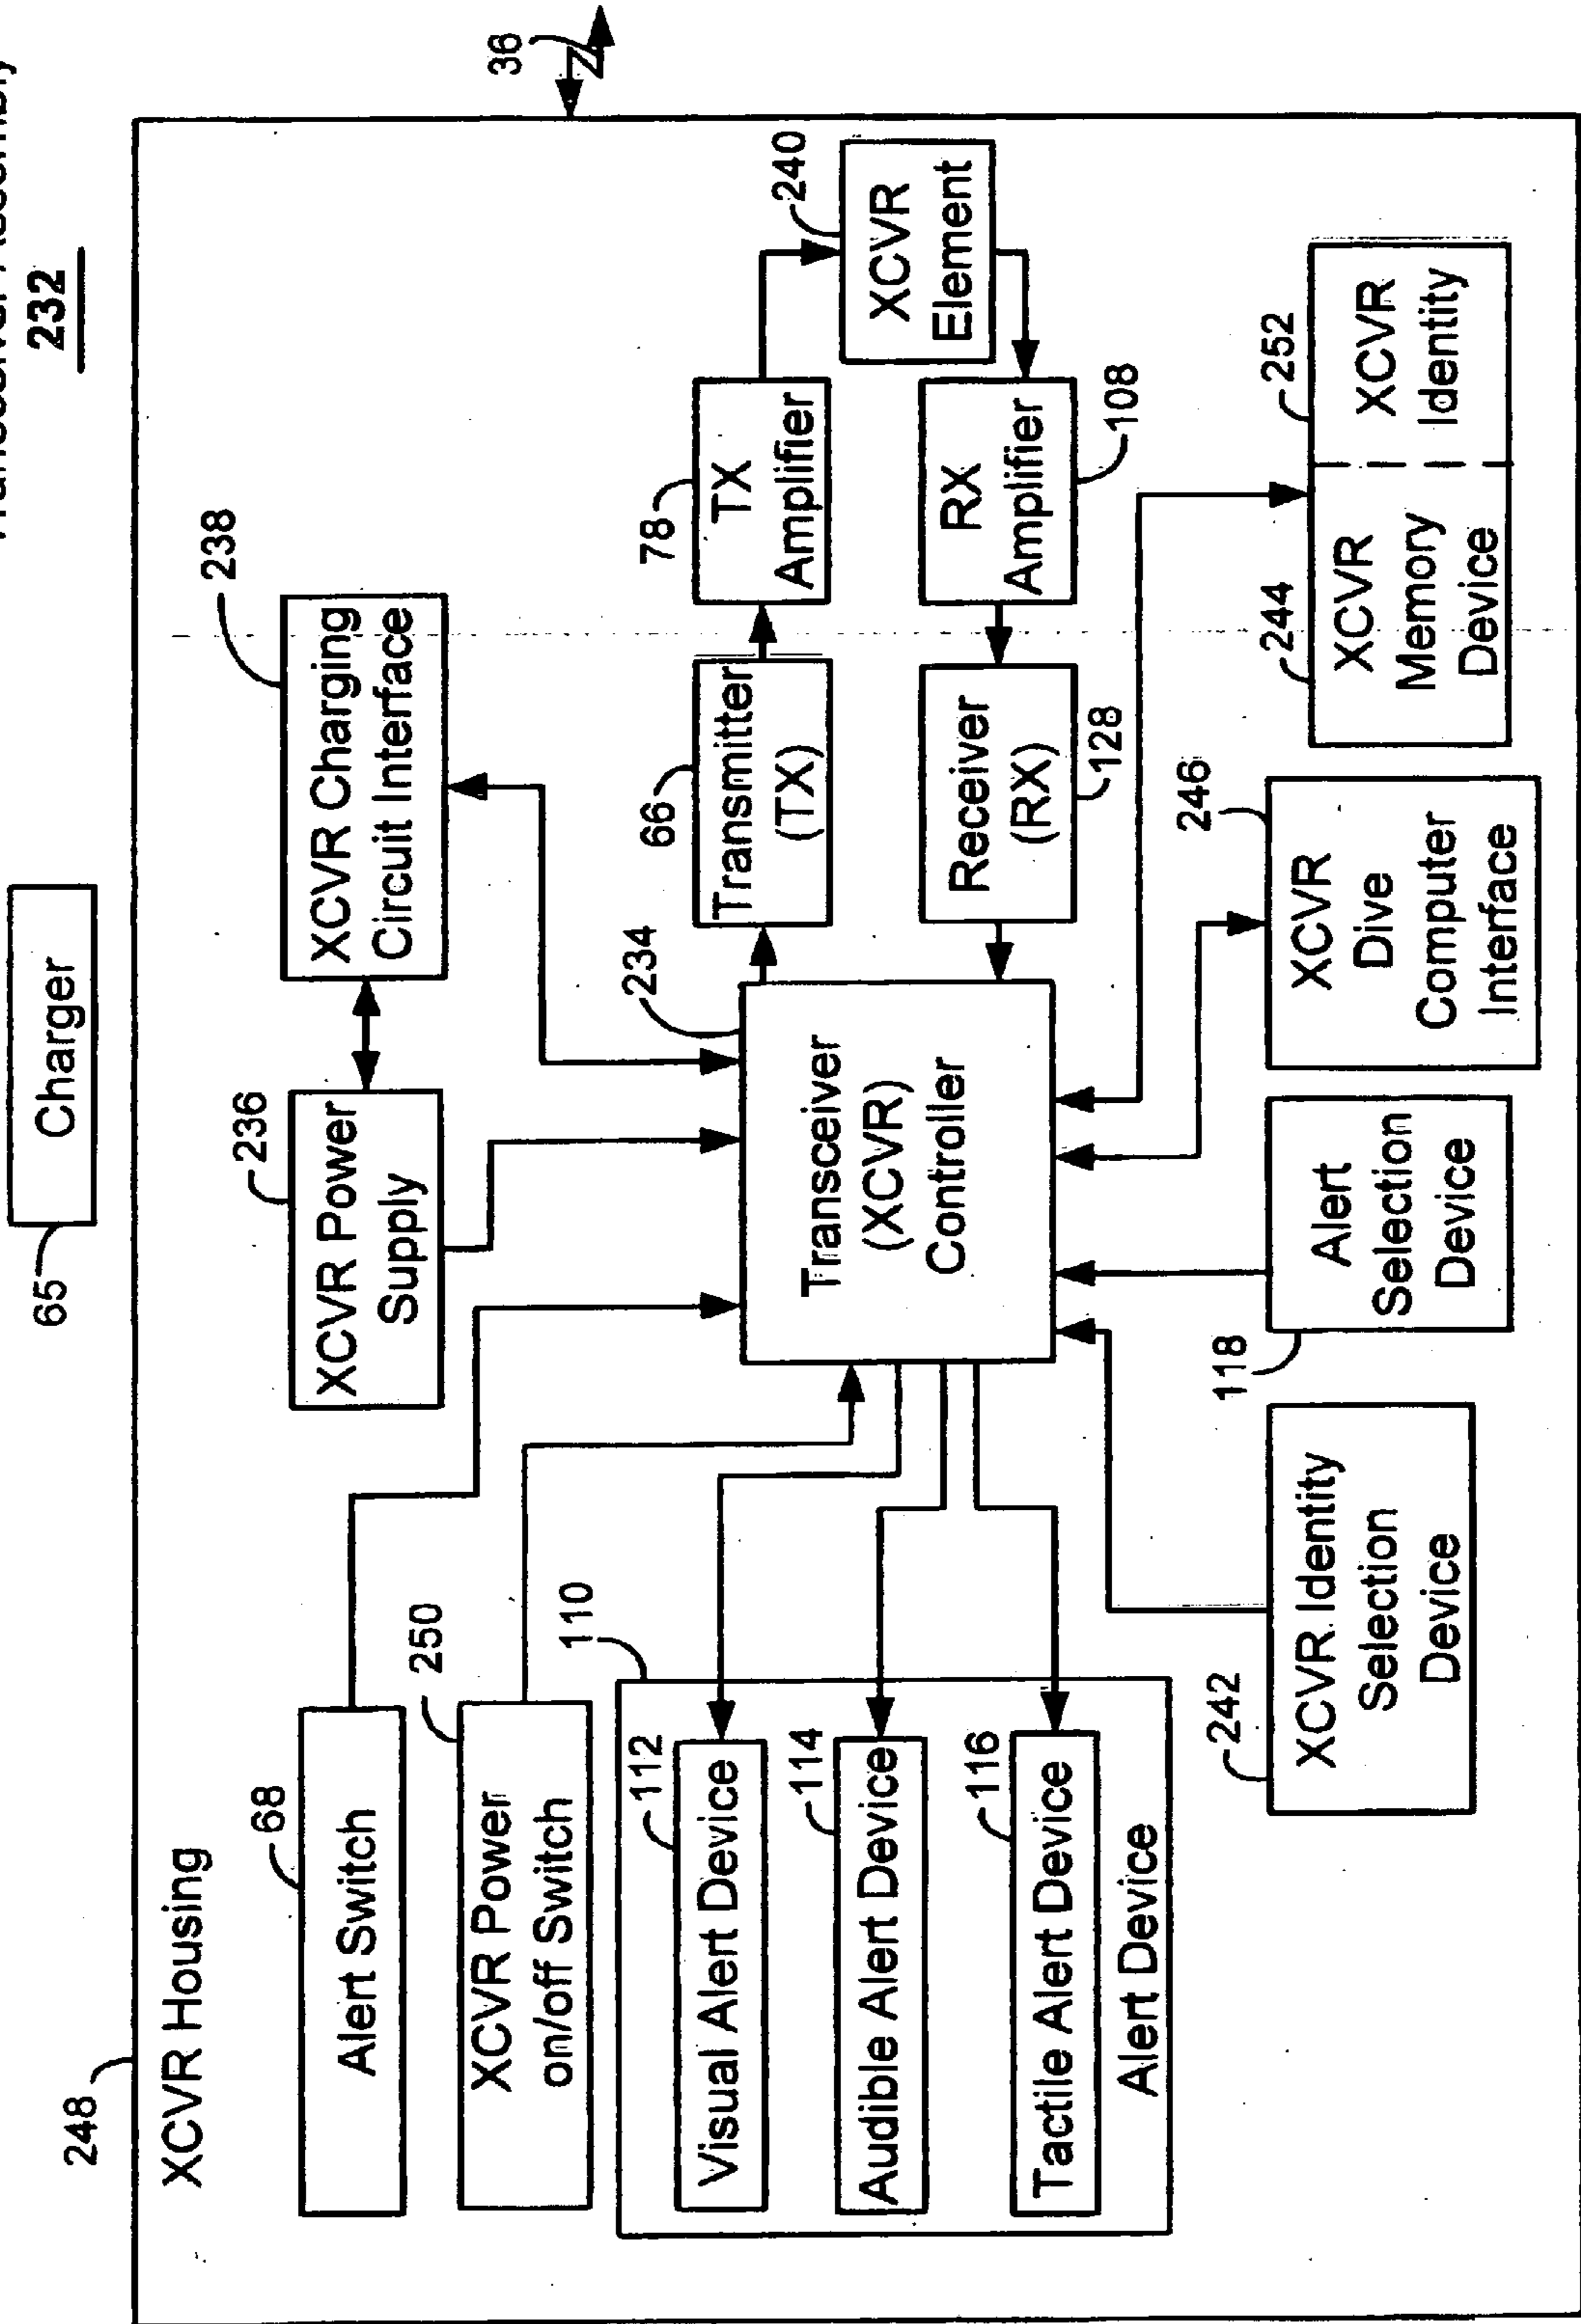 Transceiver Assembly
232
Charger
65
248
XCVR Housing
36
68
Alert Switch
250
XCVR Power
on/off Switch
236
XCVR Power
Supply
238
XCVR Charging
Circuit Interface
110
112
Visual Alert Device
114
Audible Alert Device
116
Tactile Alert Device
Alert Device
234
Transceiver
(XCVR)
Controller
66
Transmitter
(TX)
78
TX
Amplifier
240
XCVR
Element
Receiver
(RX)
128
RX
Amplifier
108
242
XCVR Identity
Selection
Device
118
Alert
Selection
Device
246
XCVR
Dive
Computer
Interface
244
XCVR
Memory
Device
252
XCVR
Identity